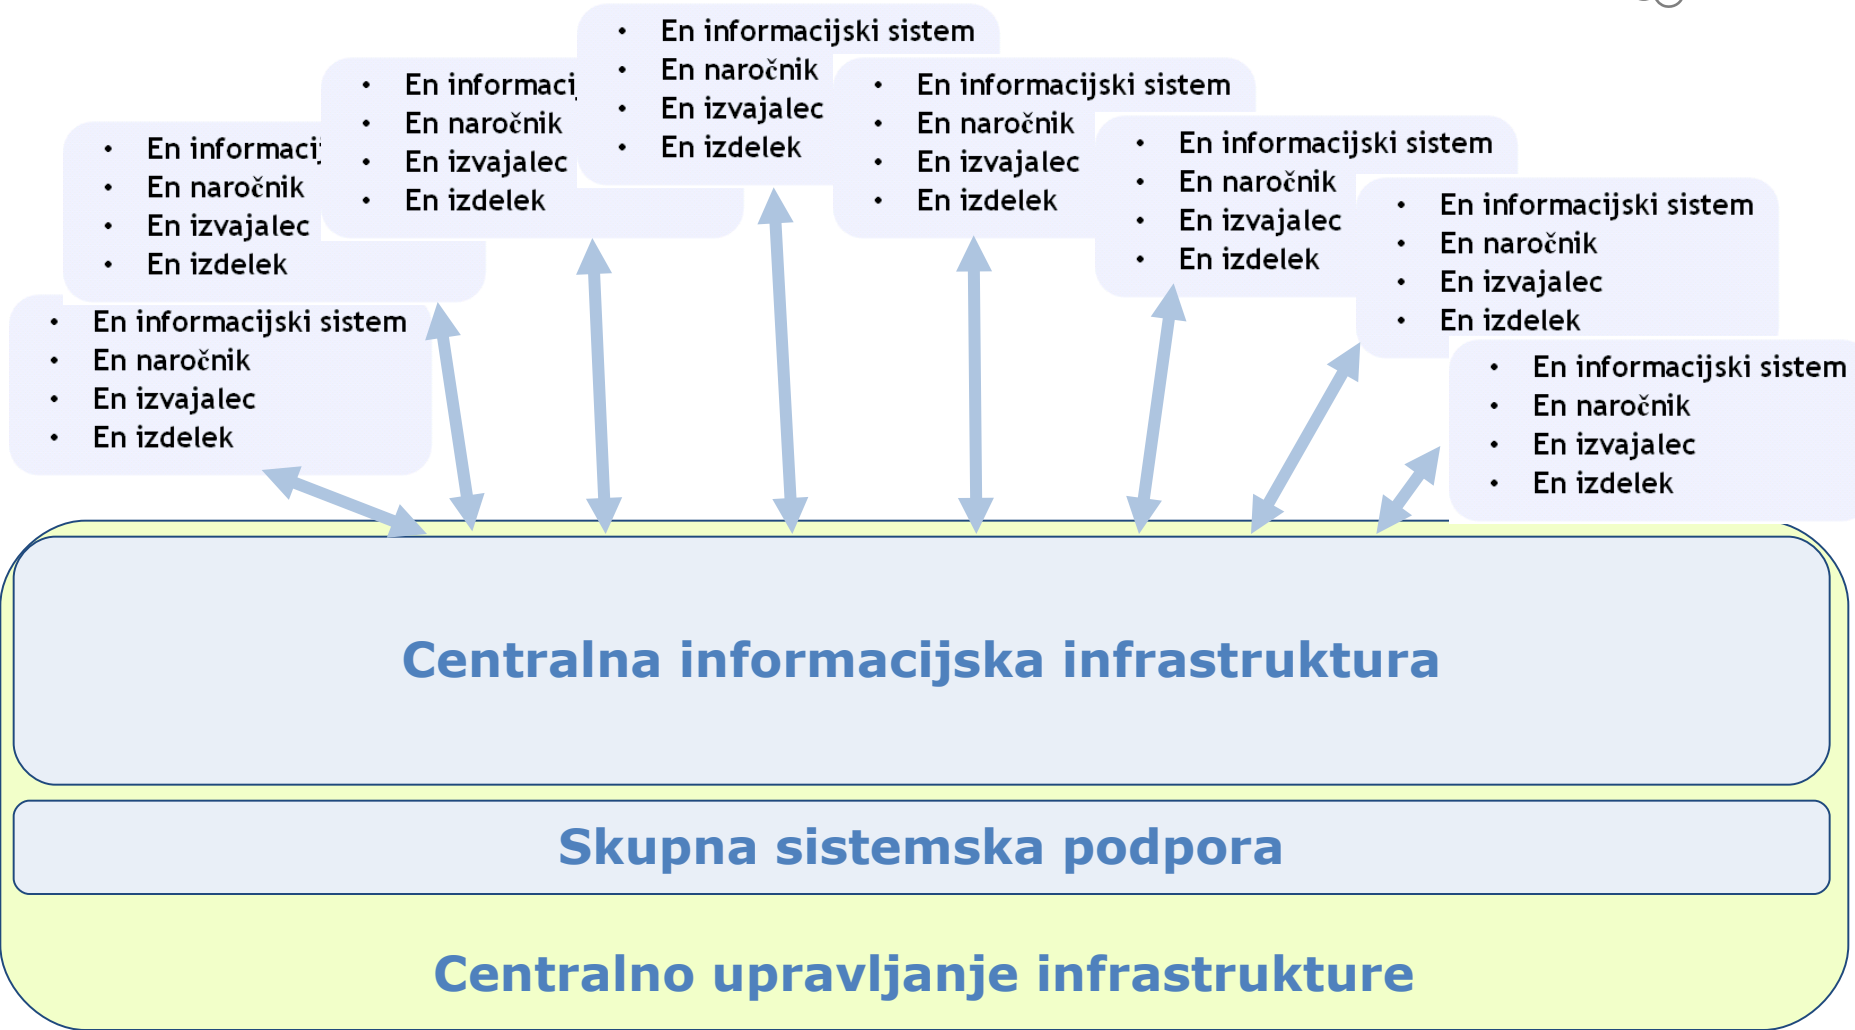 • En informacijski sistem
• En naročnik
• En izvajalec
• En izdelek
• En informacij
• En naročnik
• En izvajalec
• En izdelek
• En informacij
• En naročnik
• En izvajalec
• En izdelek
• En informacijski sistem
• En naročnik
• En izvajalec
• En izdelek
• En informacijski sistem
• En naročnik
• En izvajalec
• En izdelek
• En informacijski sistem
• En naročnik
• En izvajalec
• En izdelek
• En informacijski sistem
• En naročnik
• En izvajalec
• En izdelek
• En informacijski sistem
• En naročnik
• En izvajalec
• En izdelek
Centralna informacijska infrastruktura
Skupna sistemska podpora
Centralno upravljanje infrastrukture